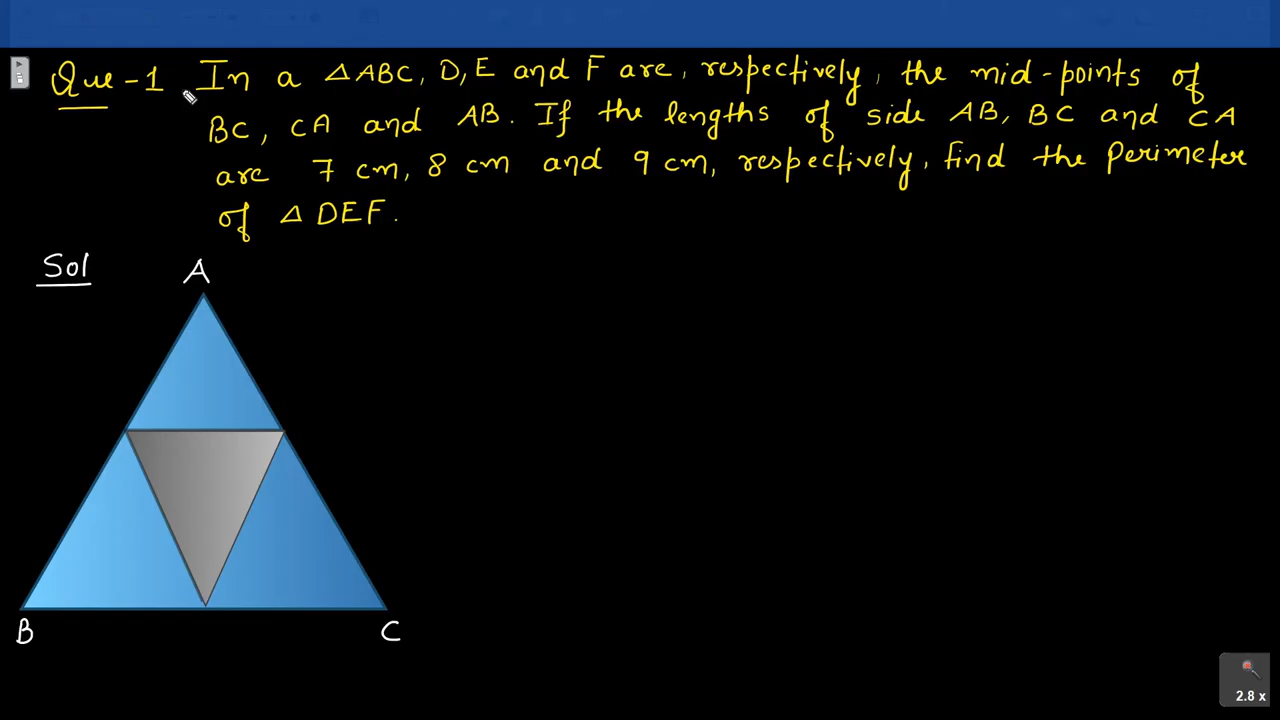 Que-1 In a △ABC, D, E and F are, respectively, the mid-points of
BC, CA and AB. If the lengths of side AB, BC and CA
are 7 cm, 8 cm and 9 cm, respectively, find the Perimeter
of △ DEF.
Sol
A
B
C
2.8 x